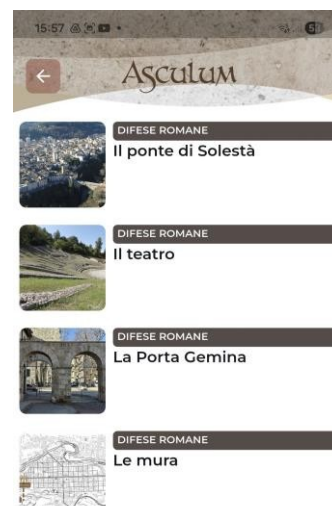 15:57
Asculum
DIFESE ROMANE
Il ponte di Solestà
DIFESE ROMANE
Il teatro
DIFESE ROMANE
La Porta Gemina
DIFESE ROMANE
Le mura